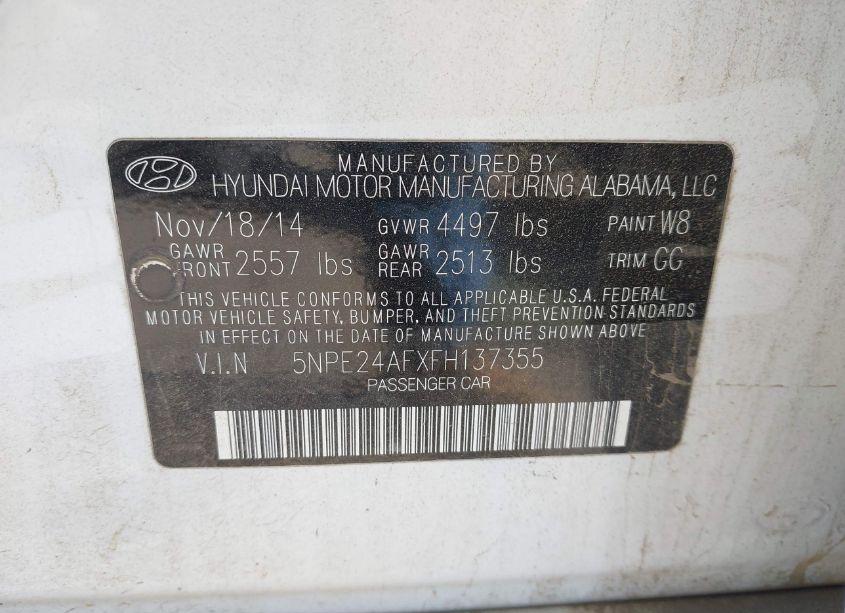 MANUFACTURED BY
HYUNDAI MOTOR MANUFACTURING ALABAMA, LLC
Nov/18/14 GVWR 4497 lbs PAINT W8
GAWR FRONT 2557 lbs GAWR REAR 2513 lbs TRIM GG
THIS VEHICLE CONFORMS TO ALL APPLICABLE U.S.A. FEDERAL
MOTOR VEHICLE SAFETY, BUMPER, AND THEFT PREVENTION STANDARDS
IN EFFECT ON THE DATE OF MANUFACTURE SHOWN ABOVE
V.I.N 5NPE24AFXFH137355
PASSENGER CAR